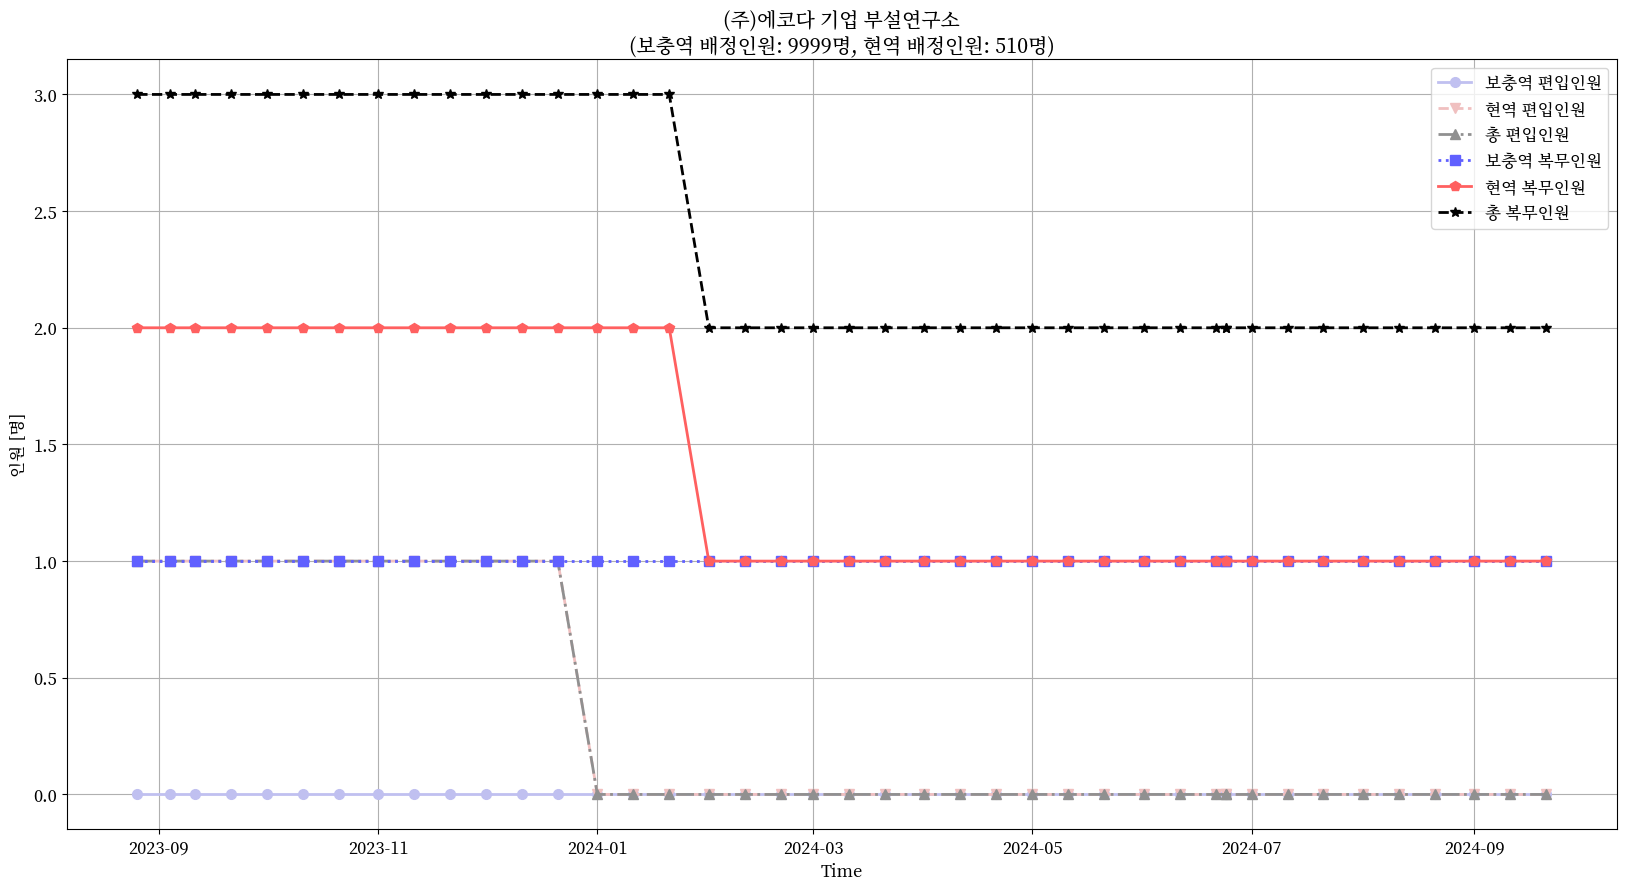 (주)에코다 기업 부설연구소
(보충역 배정인원: 9999명, 현역 배정인원: 510명)
보충역 편입인원
현역 편입인원
총 편입인원
보충역 복무인원
현역 복무인원
총 복무인원
인원 [명]
3.0
2.5
2.0
1.5
1.0
0.5
0.0
2023-09
2023-11
2024-01
2024-03
2024-05
2024-07
2024-09
Time